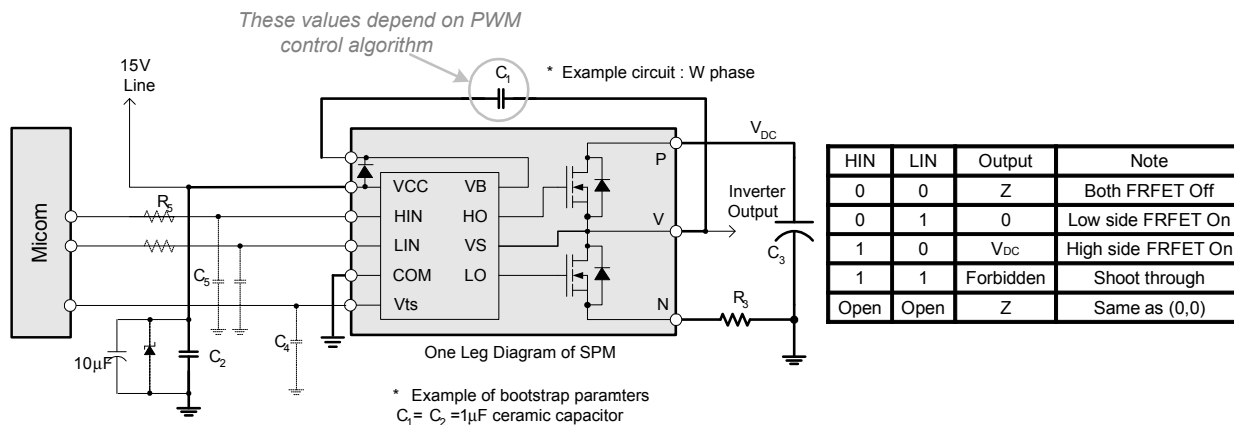 These values depend on PWM
control algorithm
15V
Line
C1
* Example circuit : W phase
Micom
R5
C5
C4
10μF
C2
VCC
HIN
LIN
COM
Vts
VB
HO
VS
LO
P
V
N
VDC
Inverter
Output
C3
R3
One Leg Diagram of SPM
* Example of bootstrap paramters
C1= C2 =1μF ceramic capacitor
HIN LIN Output Note
0 0 Z Both FRFET Off
0 1 0 Low side FRFET On
1 0 VDC High side FRFET On
1 1 Forbidden Shoot through
Open Open Z Same as (0,0)